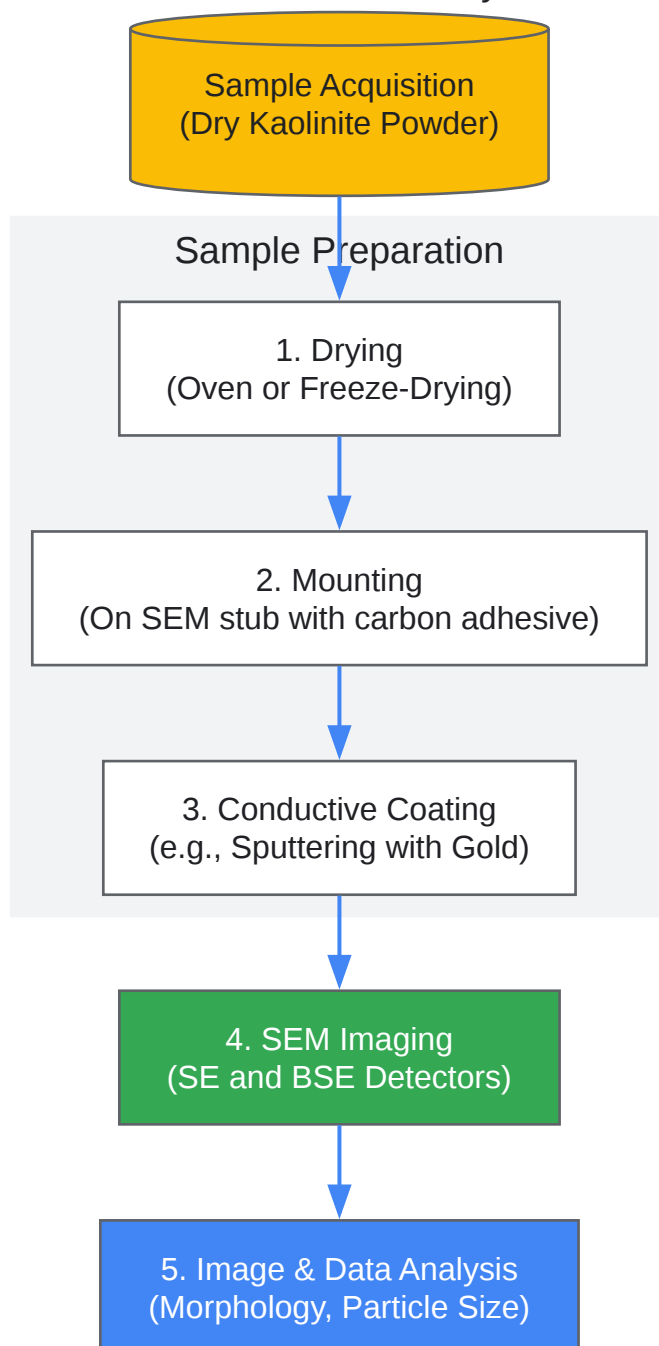 Sample Acquisition
(Dry Kaolinite Powder)
Sample Preparation
1. Drying
(Oven or Freeze-Drying)
2. Mounting
(On SEM stub with carbon adhesive)
3. Conductive Coating
(e.g., Sputtering with Gold)
4. SEM Imaging
(SE and BSE Detectors)
5. Image & Data Analysis
(Morphology, Particle Size)